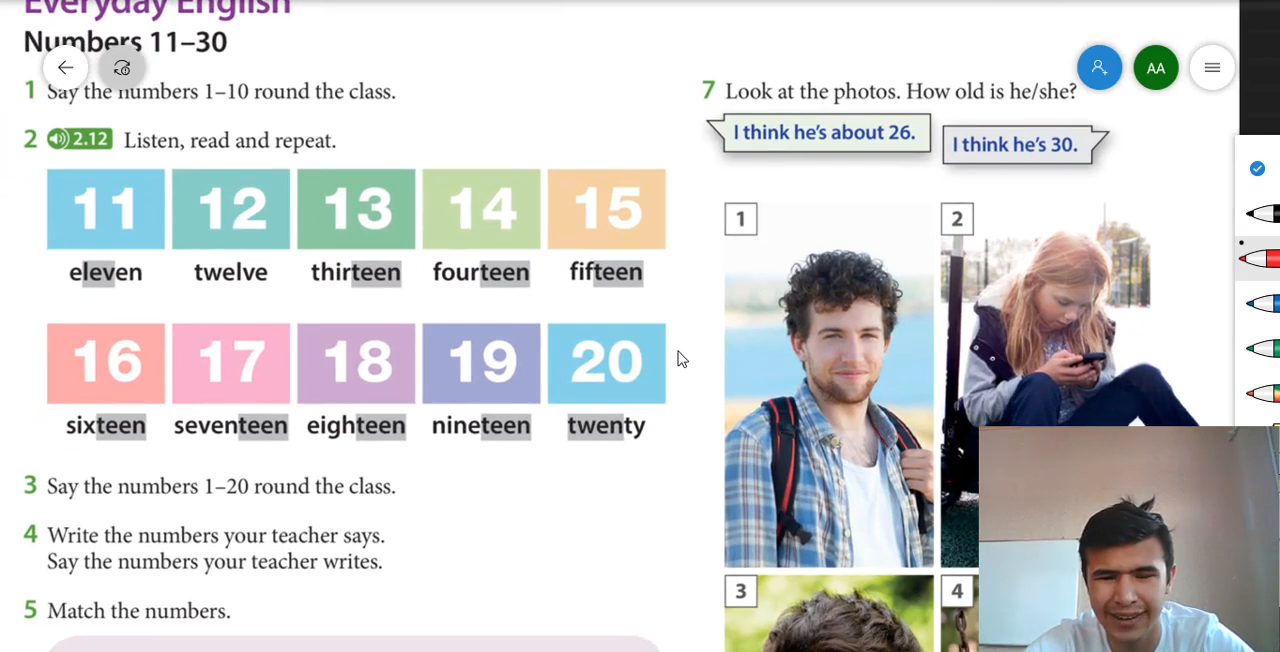 Everyday English
Numbers 11–30
1 Say the numbers 1–10 round the class.
2 2.12 Listen, read and repeat.
11 12 13 14 15
eleven twelve thirteen fourteen fifteen
16 17 18 19 20
sixteen seventeen eighteen nineteen twenty
3 Say the numbers 1–20 round the class.
4 Write the numbers your teacher says.
Say the numbers your teacher writes.
5 Match the numbers.
AA
7 Look at the photos. How old is he/she?
I think he's about 26.
I think he's 30.
1 2
3 4